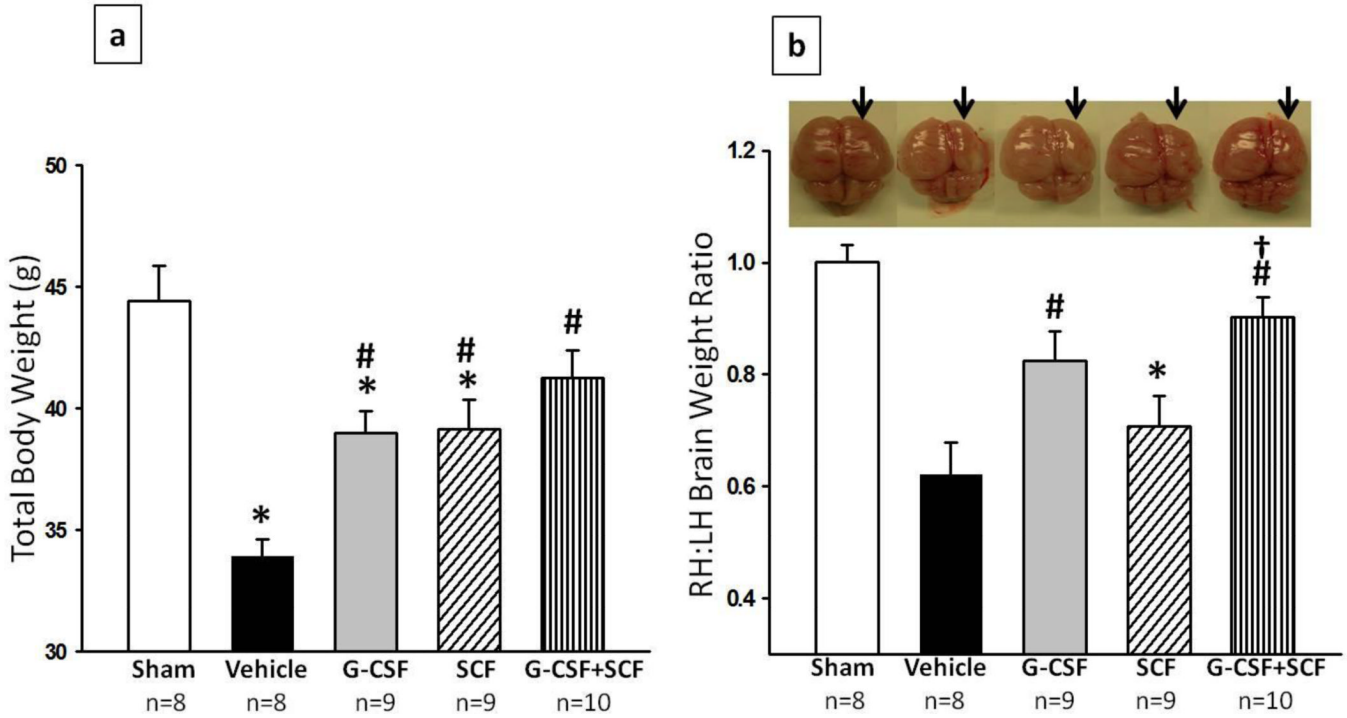 a
Total Body Weight (g)
50
45
40
35
30
*
#
*
#
*
#
Sham Vehicle G-CSF SCF G-CSF+SCF
n=8 n=8 n=9 n=9 n=10
b
RH:LH Brain Weight Ratio
1.2
1.0
0.8
0.6
0.4
#
*
†
#
Sham Vehicle G-CSF SCF G-CSF+SCF
n=8 n=8 n=9 n=9 n=10